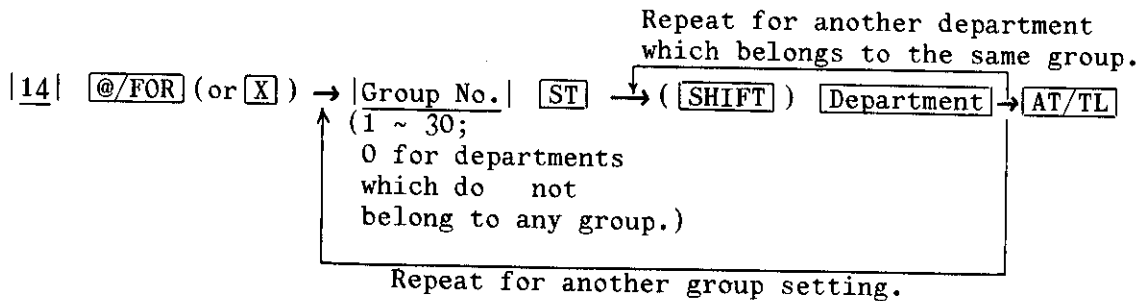 Repeat for another department
which belongs to the same group.
|14| @/FOR (or X) → |Group No.| ST → (SHIFT) Department → AT/TL
(1 ~ 30;
0 for departments
which do not
belong to any group.)
Repeat for another group setting.